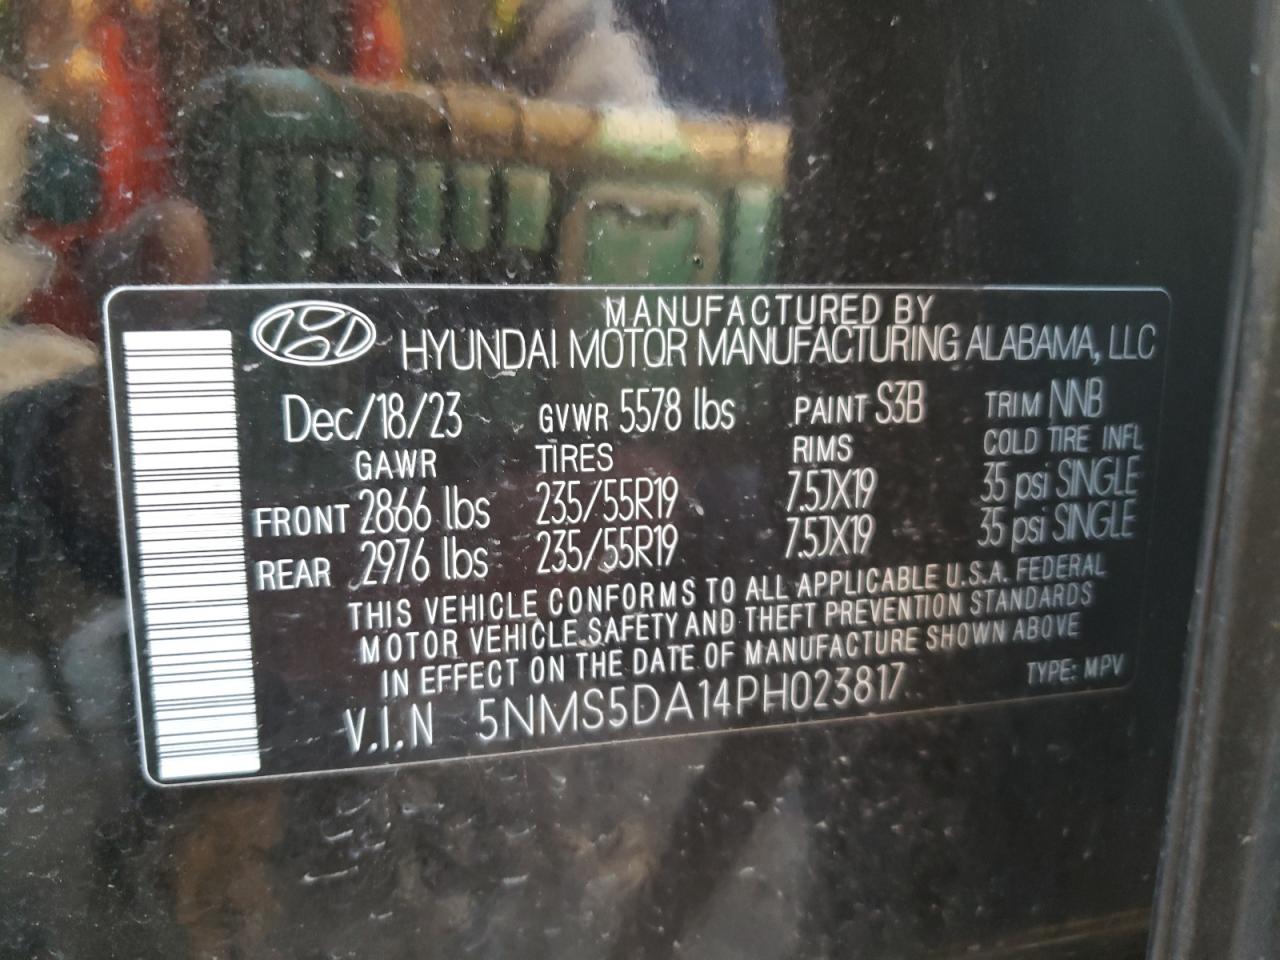 MANUFACTURED BY
HYUNDAI MOTOR MANUFACTURING ALABAMA, LLC
Dec/18/23 GVWR 5578 lbs PAINT S3B TRIM NNB
GAWR TIRES RIMS COLD TIRE INFL
FRONT 2866 lbs 235/55R19 7.5JX19 35 psi SINGLE
REAR 2976 lbs 235/55R19 7.5JX19 35 psi SINGLE
THIS VEHICLE CONFORMS TO ALL APPLICABLE U.S.A. FEDERAL
MOTOR VEHICLE SAFETY AND THEFT PREVENTION STANDARDS
IN EFFECT ON THE DATE OF MANUFACTURE SHOWN ABOVE
V.I.N 5NMS5DA14PH023817 TYPE: MPV